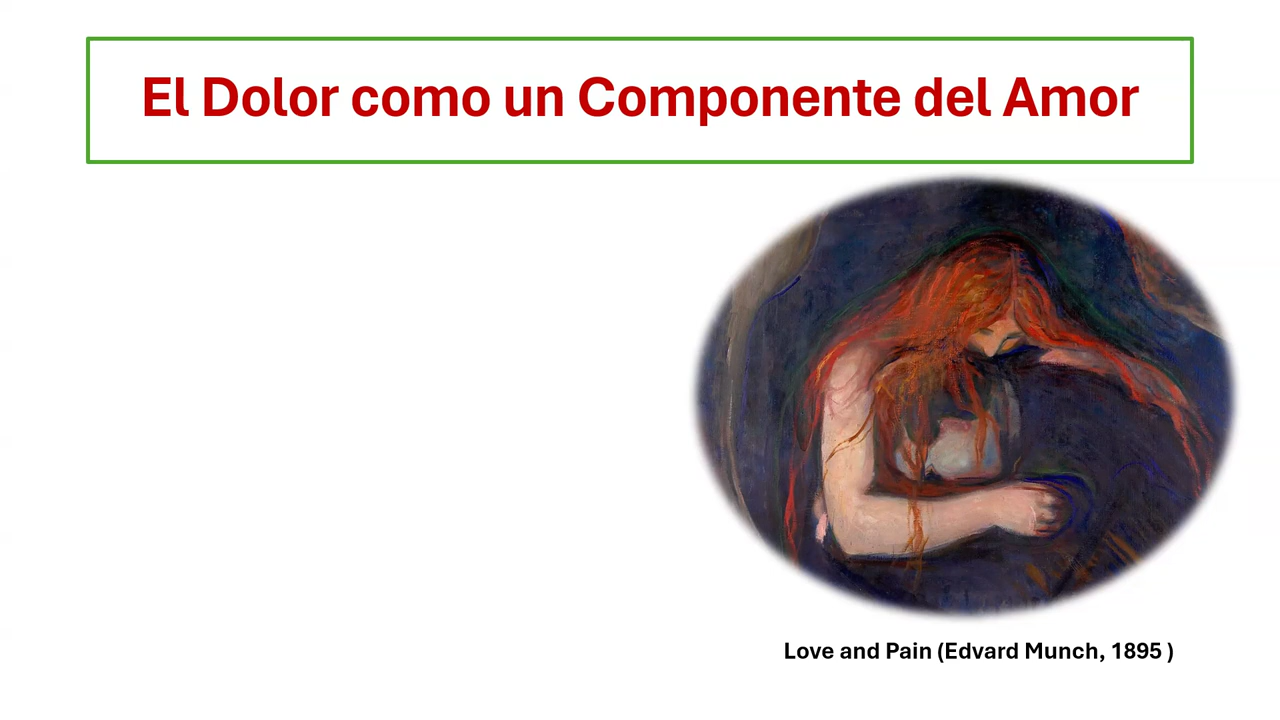 El Dolor como un Componente del Amor
Love and Pain (Edvard Munch, 1895 )